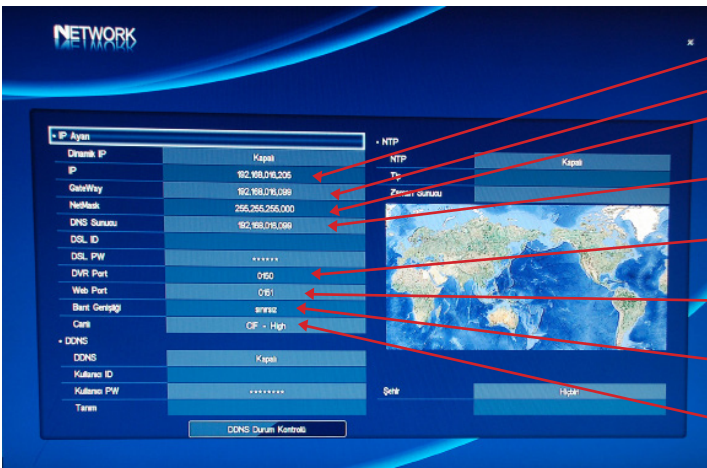 NETWORK
x
- IP Ayarı
Dinamik IP Kapalı
IP 192,168,016,205
GateWay 192,168,016,099
NetMask 255,255,255,000
DNS Sunucu 192,168,016,099
DSL ID
DSL PW ******
DVR Port 0150
Web Port 0151
Bant Genişliği sınırsız
Canlı CIF - High
- DDNS
DDNS Kapalı
Kullanıcı ID
Kullanıcı PW ********
Tanım
DDNS Durum Kontrolü
- NTP
NTP Kapalı
Tip
Zaman Sunucu
Şehir Hiçbiri